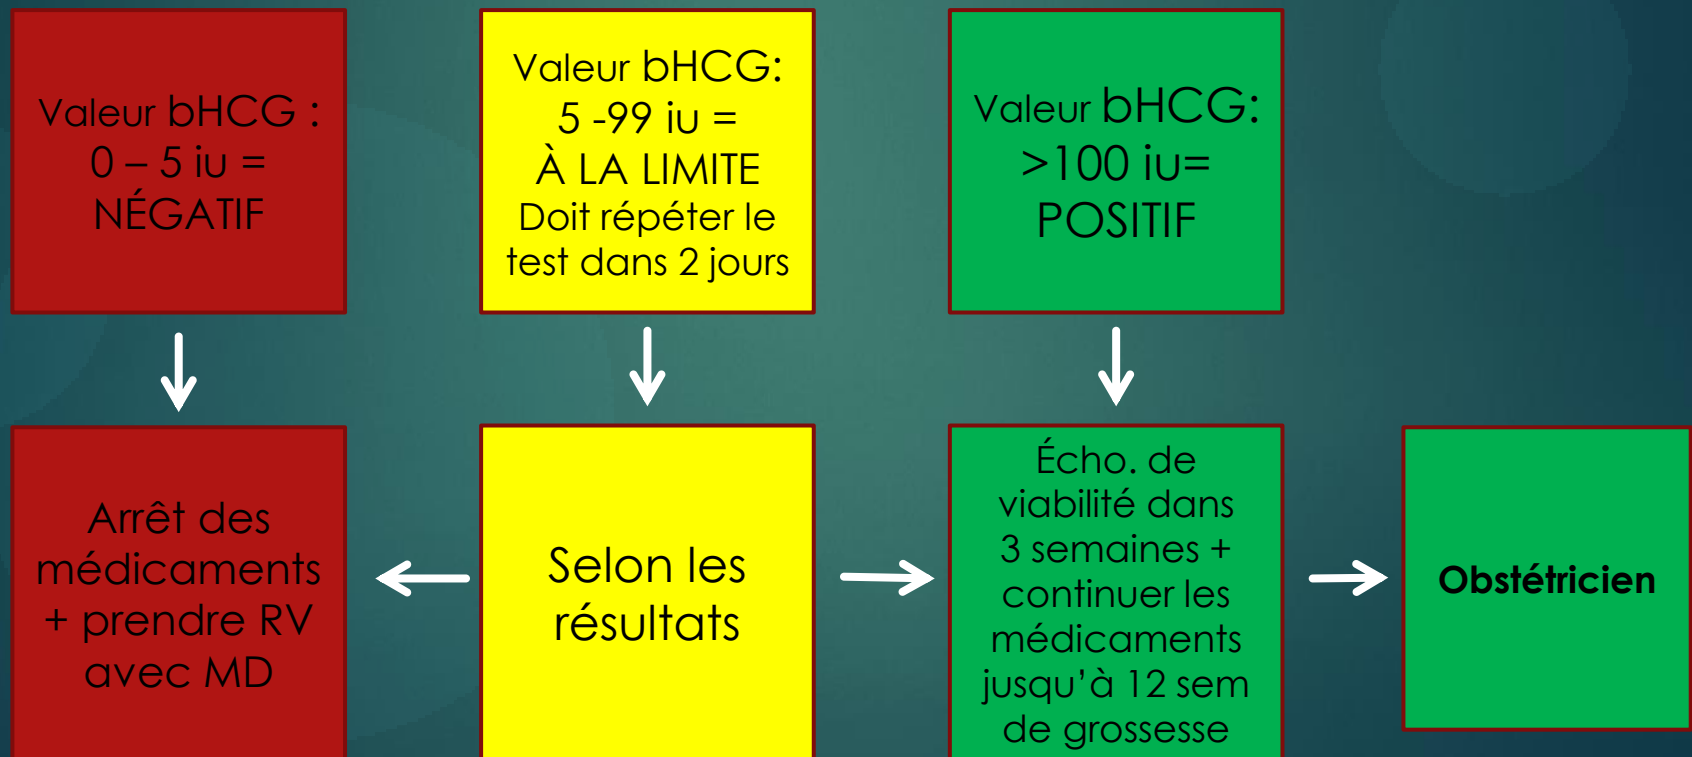 Valeur bHCG :
0 – 5 iu =
NÉGATIF
Valeur bHCG:
5 -99 iu =
À LA LIMITE
Doit répéter le
test dans 2 jours
Valeur bHCG:
>100 iu=
POSITIF
Arrêt des
médicaments
+ prendre RV
avec MD
Selon les
résultats
Écho. de
viabilité dans
3 semaines +
continuer les
médicaments
jusqu’à 12 sem
de grossesse
Obstétricien